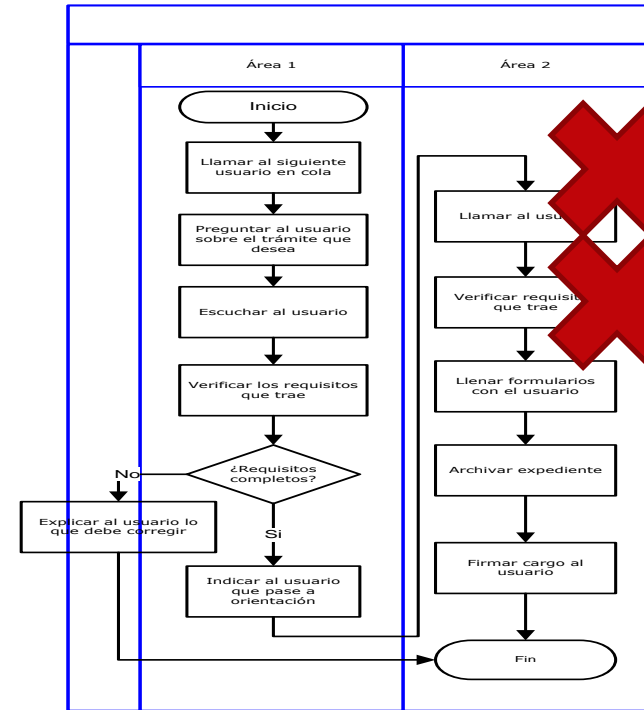 Área 1
Inicio
Llamar al siguiente
usuario en cola
Preguntar al usuario
sobre el trámite que
desea
Escuchar al usuario
Verificar los requisitos
que trae
¿Requisitos
completos?
No
Explicar al usuario lo
que debe corregir
Si
Indicar al usuario
que pase a
orientación
Área 2
Llamar al
Verificar
que trae
Llenar formularios
con el usuario
Archivar expediente
Firmar cargo al
usuario
Fin